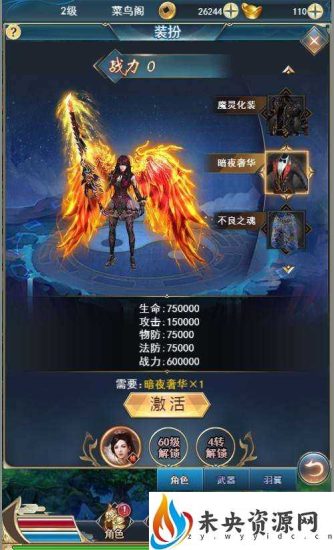 2级 菜鸟阁 26244 110
? 装扮
战力 0
魔灵化装
暗夜奢华
不良之魂
生命:750000
攻击:150000
物防:75000
法防:75000
战力:600000
需要:暗夜奢华×1
激活
60级 4转
解锁 解锁
角色 武器 羽翼
角色
未央资源网